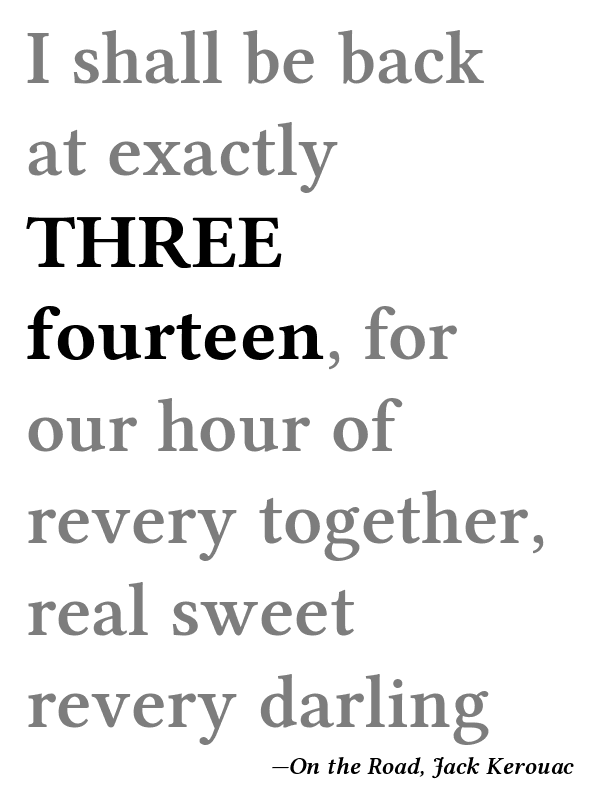 I shall be back
at exactly
THREE
fourteen, for
our hour of
revery together,
real sweet
revery darling
—On the Road, Jack Kerouac